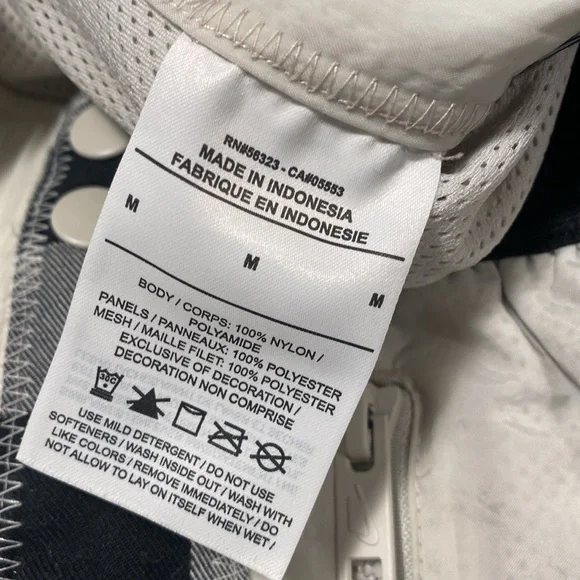 RN#56323 - CA#05553
MADE IN INDONESIA
FABRIQUE EN INDONESIE
M
M
M
BODY / CORPS: 100% NYLON /
POLYAMIDE
PANELS / PANNEAUX: 100% POLYESTER
MESH / MAILLE FILET: 100% POLYESTER
EXCLUSIVE OF DECORATION /
DECORATION NON COMPRISE
30C
USE MILD DETERGENT / DO NOT USE
SOFTENERS / WASH INSIDE OUT / WASH WITH
LIKE COLORS / REMOVE IMMEDIATELY / DO
NOT ALLOW TO LAY ON ITSELF WHEN WET /